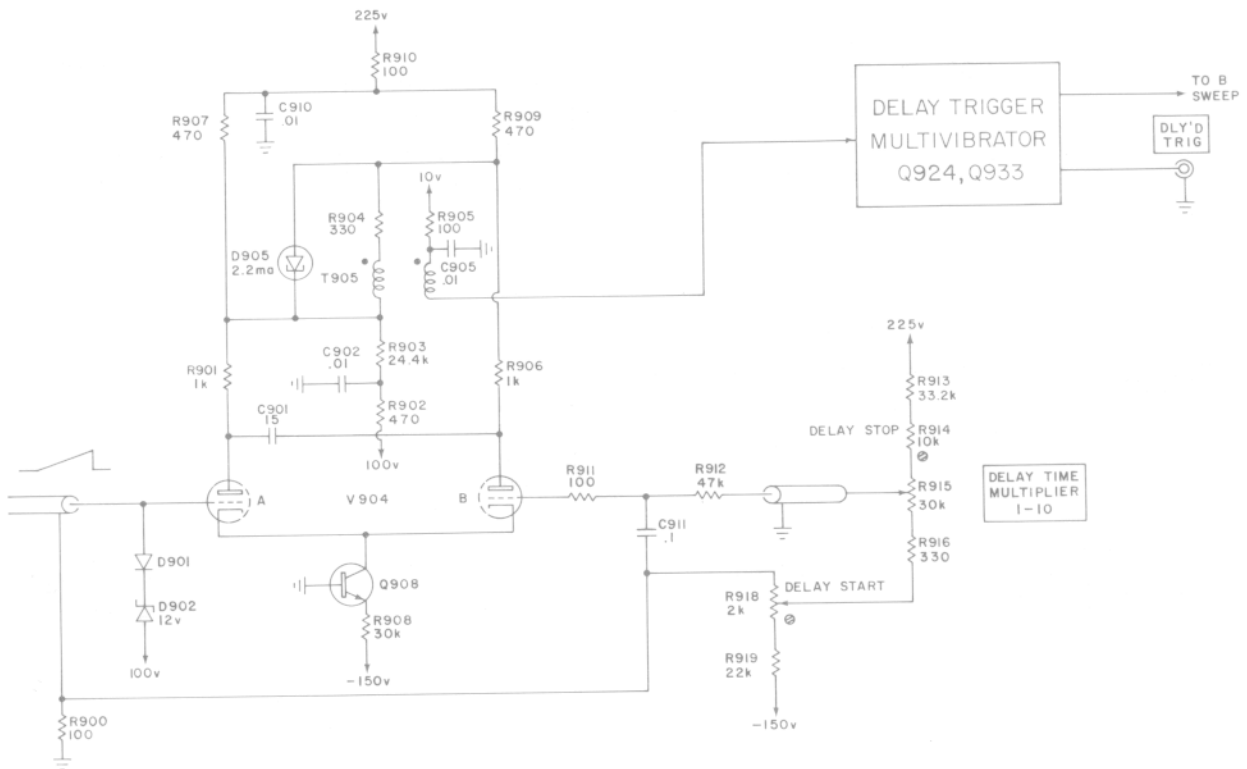 225v
R910
100
C910
.01
R907
470
R909
470
10v
R904
330
R905
100
D905
2.2ma
T905
C905
.01
DELAY TRIGGER
MULTIVIBRATOR
Q924, Q933
TO B
SWEEP
DLY'D
TRIG
R901
1k
C902
.01
R903
24.4k
R906
1k
C901
15
R902
470
100v
A
V904
B
R911
100
R912
47k
C911
.1
225v
R913
33.2k
DELAY STOP
R914
10k
R915
30k
DELAY TIME
MULTIPLIER
1-10
R916
330
D901
D902
12v
100v
Q908
R908
30k
-150v
DELAY START
R918
2k
R919
22k
-150v
R900
100